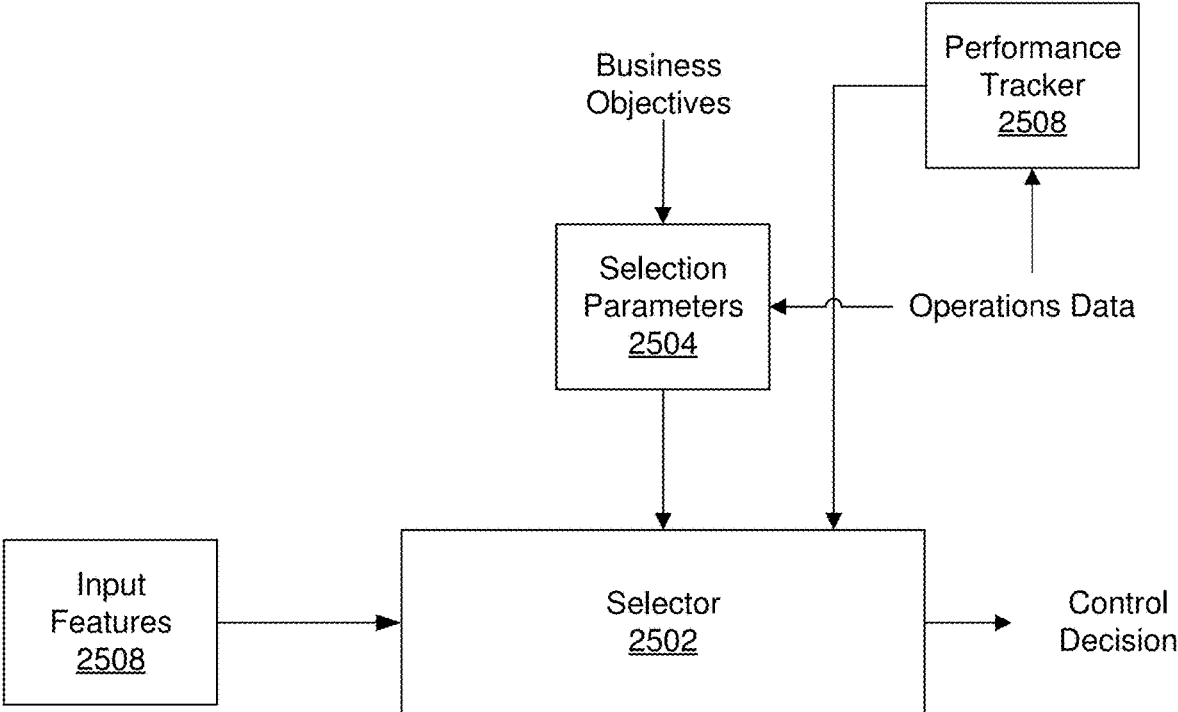 Performance
Tracker
2508
Business
Objectives
Selection
Parameters
2504
Operations Data
Input
Features
2508
Selector
2502
Control
Decision